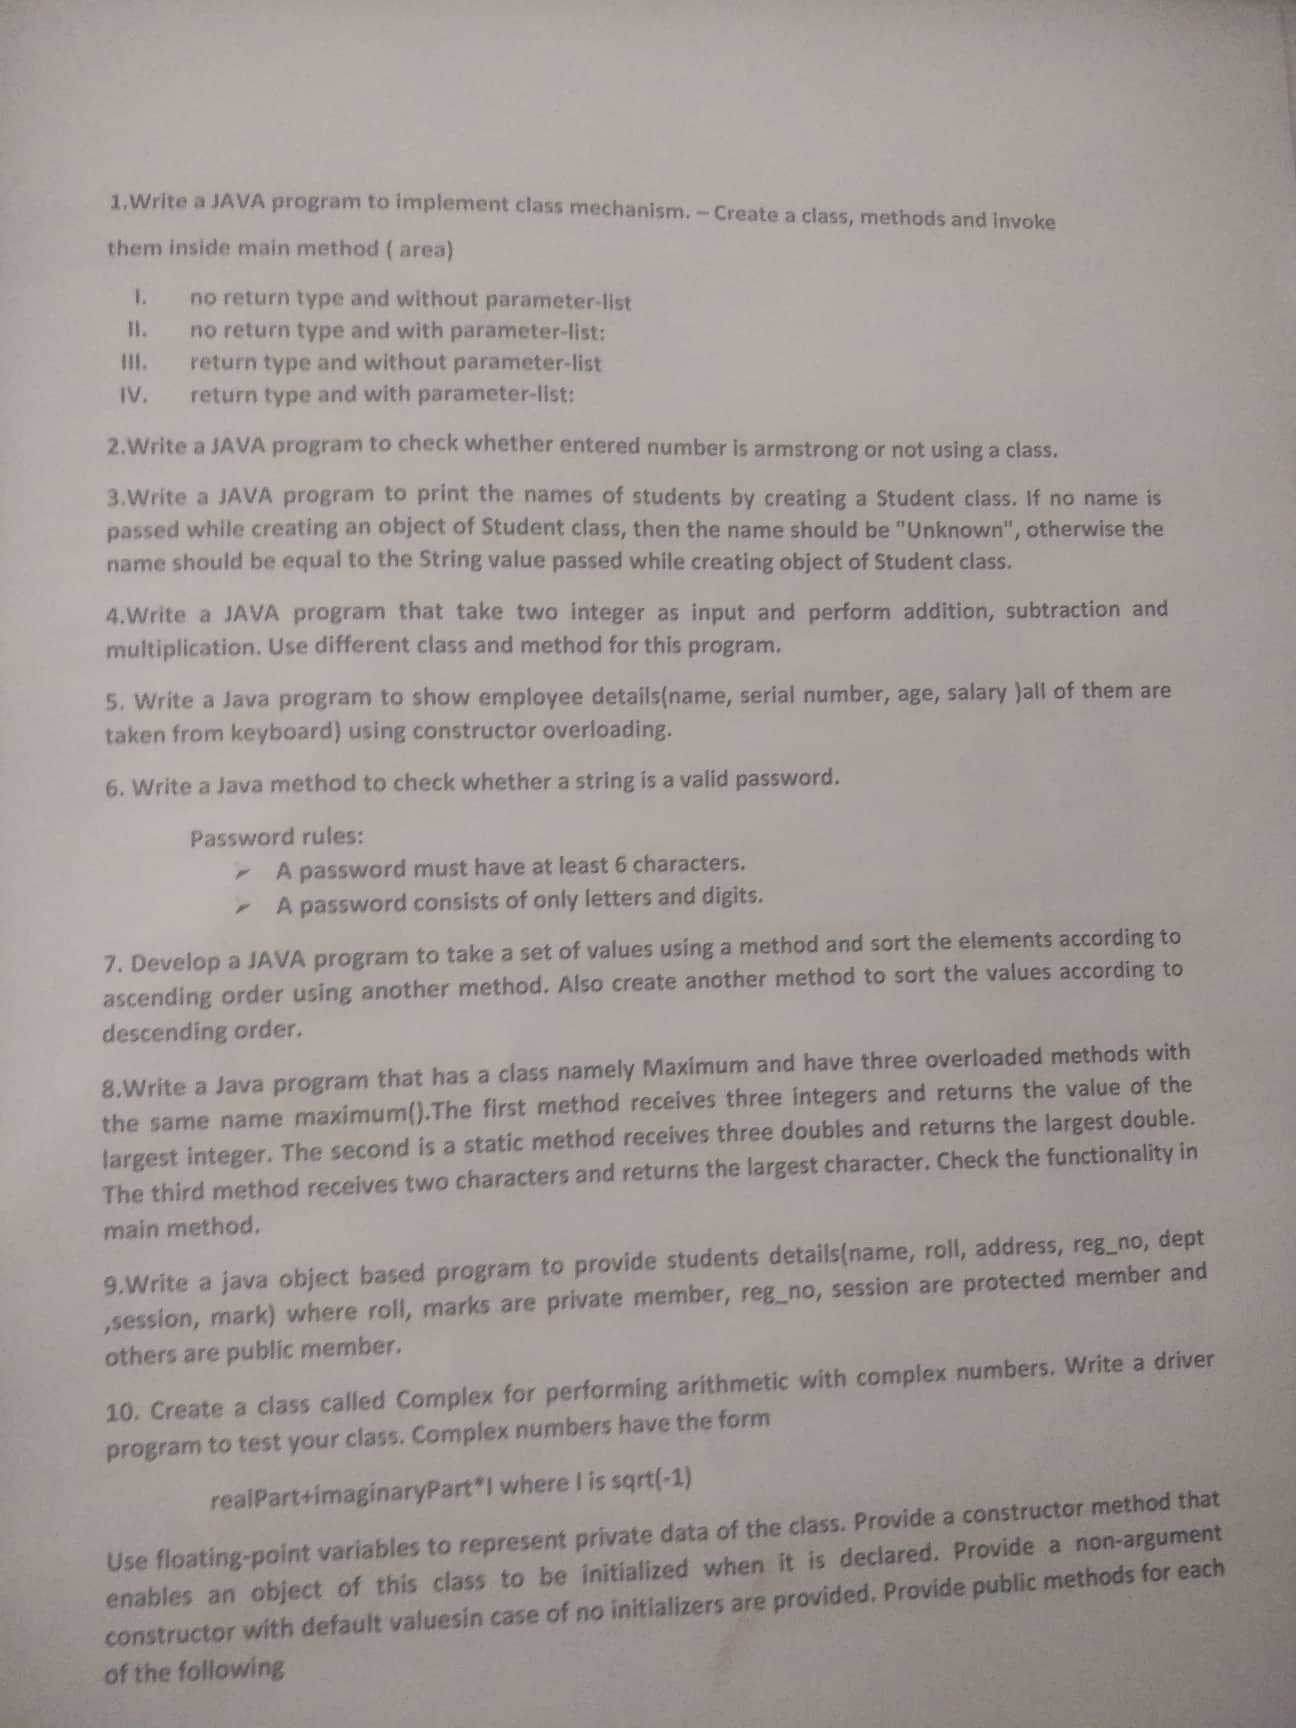 1.Write a JAVA program to implement class mechanism. – Create a class, methods and invoke
them inside main method ( area)
I. no return type and without parameter-list
II. no return type and with parameter-list:
III. return type and without parameter-list
IV. return type and with parameter-list:
2.Write a JAVA program to check whether entered number is armstrong or not using a class.
3.Write a JAVA program to print the names of students by creating a Student class. If no name is
passed while creating an object of Student class, then the name should be "Unknown", otherwise the
name should be equal to the String value passed while creating object of Student class.
4.Write a JAVA program that take two integer as input and perform addition, subtraction and
multiplication. Use different class and method for this program.
5. Write a Java program to show employee details(name, serial number, age, salary )all of them are
taken from keyboard) using constructor overloading.
6. Write a Java method to check whether a string is a valid password.
Password rules:
➢ A password must have at least 6 characters.
➢ A password consists of only letters and digits.
7. Develop a JAVA program to take a set of values using a method and sort the elements according to
ascending order using another method. Also create another method to sort the values according to
descending order.
8.Write a Java program that has a class namely Maximum and have three overloaded methods with
the same name maximum().The first method receives three integers and returns the value of the
largest integer. The second is a static method receives three doubles and returns the largest double.
The third method receives two characters and returns the largest character. Check the functionality in
main method.
9.Write a java object based program to provide students details(name, roll, address, reg_no, dept
,session, mark) where roll, marks are private member, reg_no, session are protected member and
others are public member.
10. Create a class called Complex for performing arithmetic with complex numbers. Write a driver
program to test your class. Complex numbers have the form
realPart+imaginaryPart*I where I is sqrt(-1)
Use floating-point variables to represent private data of the class. Provide a constructor method that
enables an object of this class to be initialized when it is declared. Provide a non-argument
constructor with default valuesin case of no initializers are provided. Provide public methods for each
of the following